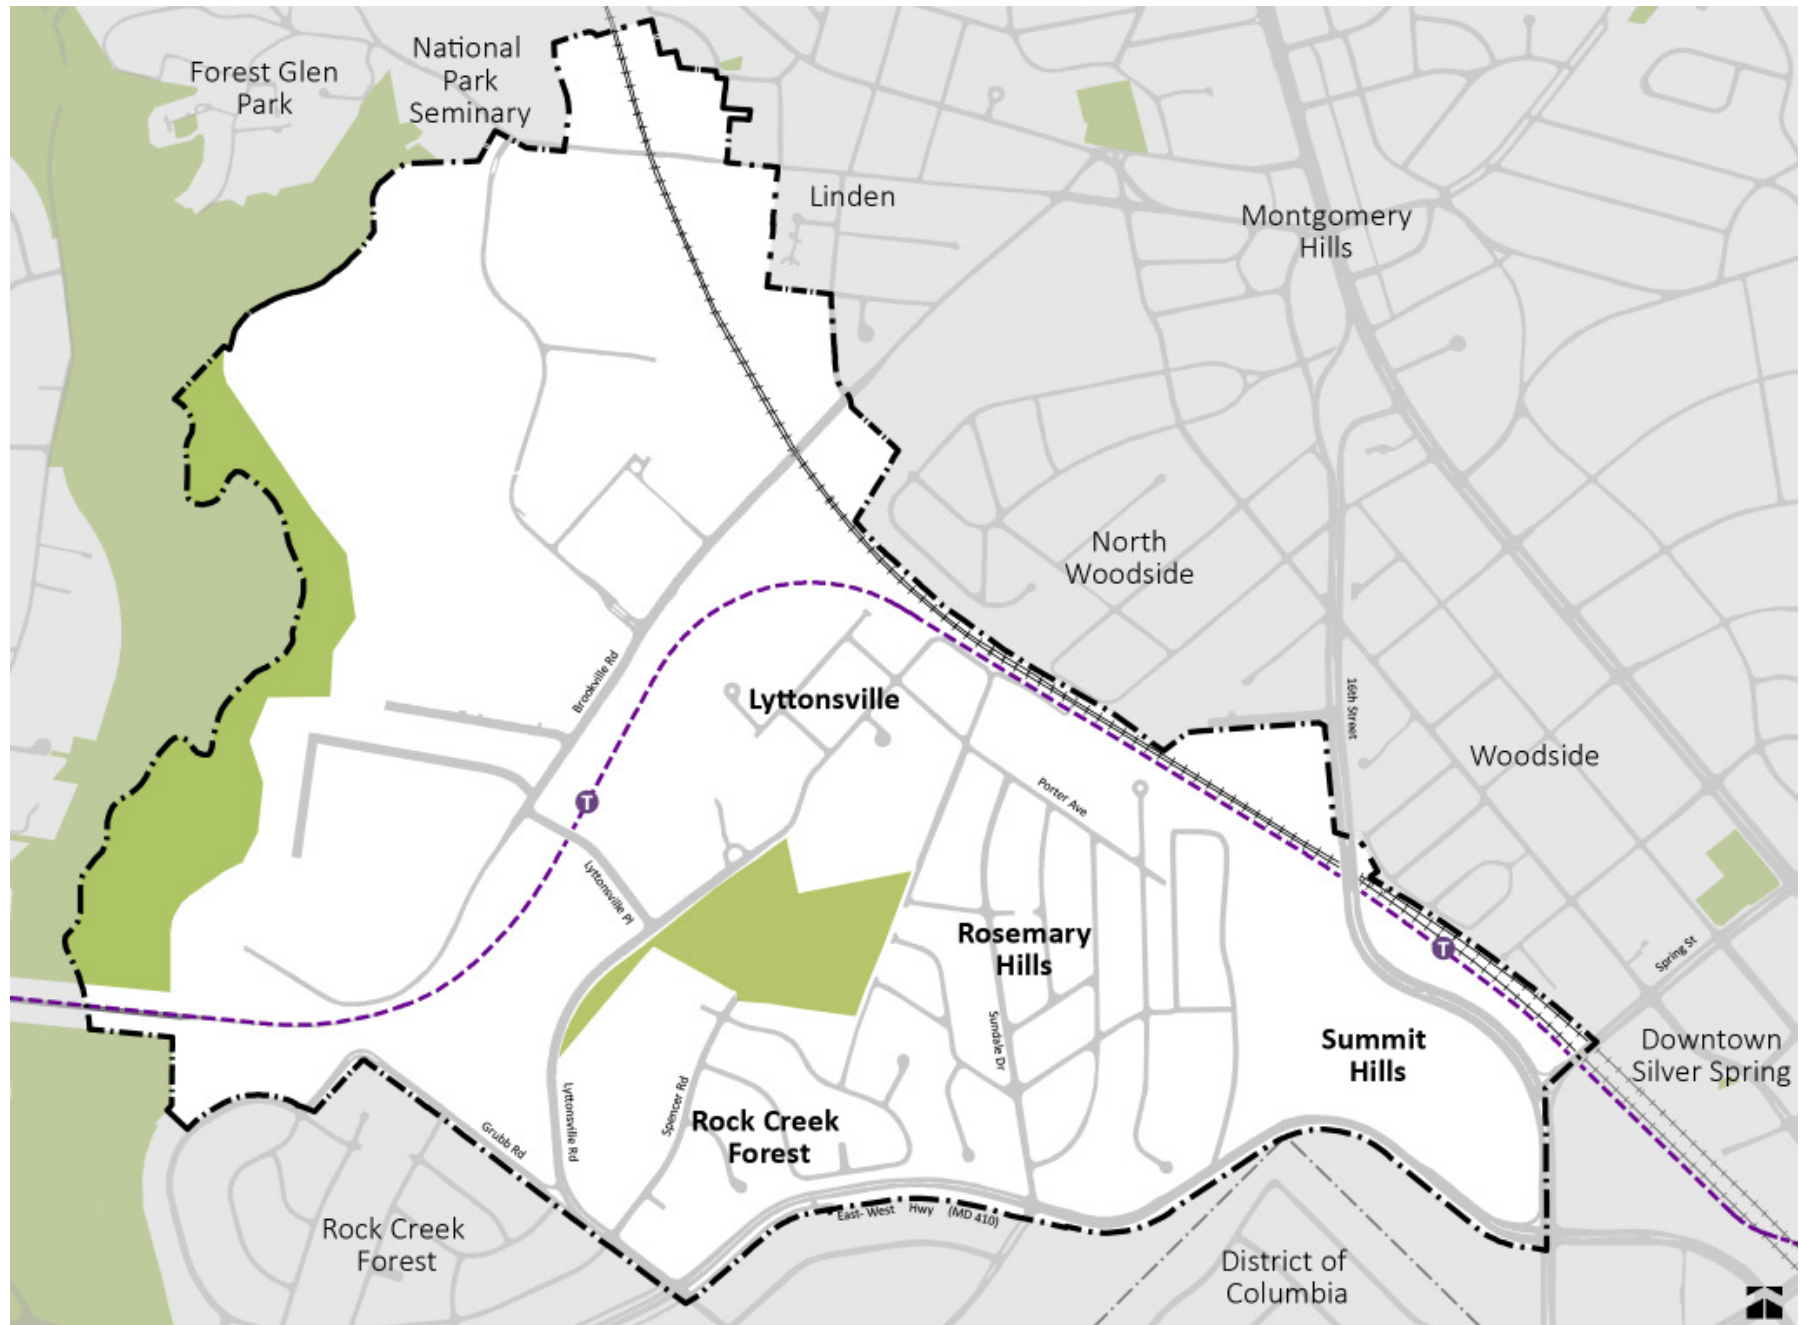 National
Park
Seminary
Forest Glen
Park
Linden
Montgomery
Hills
North
Woodside
Brookville Rd
Lyttonsville
16th Street
Woodside
Porter Ave
T
Lyttonsville Pl
Rosemary
Hills
T
Spring St
Sundale Dr
Summit
Hills
Downtown
Silver Spring
Lyttonsville Rd
Spencer Rd
Rock Creek
Forest
Grubb Rd
East-West Hwy (MD 410)
Rock Creek
Forest
District of
Columbia